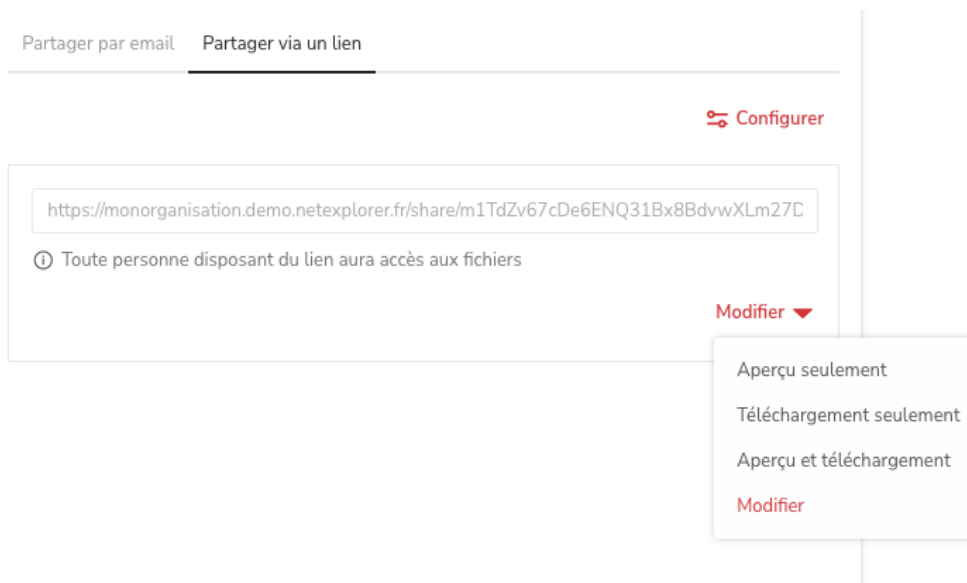 Partager par email Partager via un lien
Configurer
https://monorganisation.demo.netexplorer.fr/share/m1TdZv67cDe6ENQ31Bx8BdvwXLm27D
Toute personne disposant du lien aura accès aux fichiers
Modifier
Aperçu seulement
Téléchargement seulement
Aperçu et téléchargement
Modifier